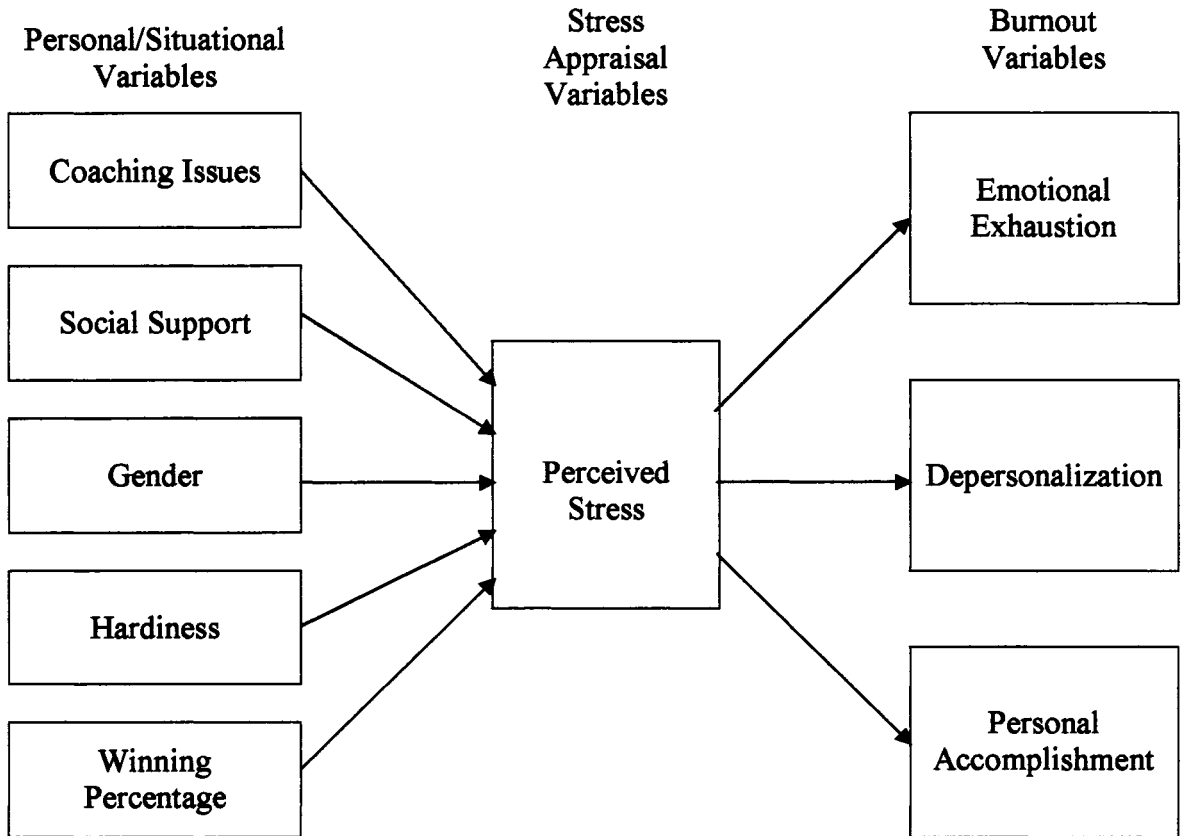 Personal/Situational
Variables
Stress
Appraisal
Variables
Burnout
Variables
Coaching Issues
Social Support
Gender
Hardiness
Winning
Percentage
Perceived
Stress
Emotional
Exhaustion
Depersonalization
Personal
Accomplishment